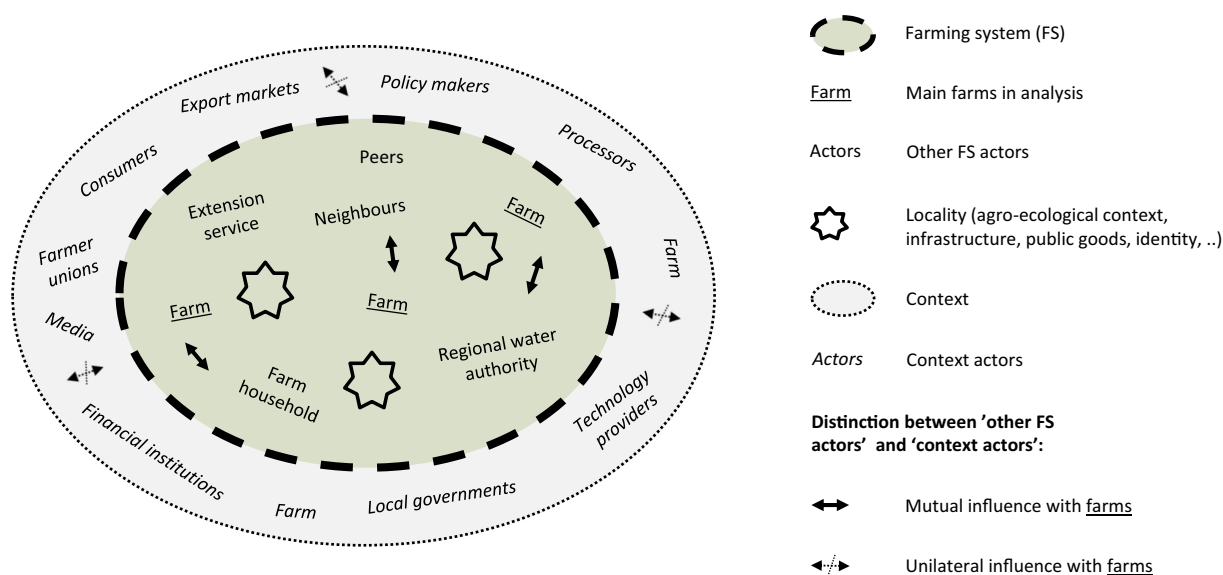 Export markets
Policy makers
Consumers
Processors
Peers
Extension
service
Neighbours
Farm
Farmer
unions
Farm
Farm
Farm
Media
Regional water
authority
Farm
household
Technology
providers
Financial institutions
Farm
Local governments
Farming system (FS)
Farm
Main farms in analysis
Actors
Other FS actors
Locality (agro-ecological context,
infrastructure, public goods, identity, ..)
Context
Actors
Context actors
Distinction between ’other FS
actors’ and ‘context actors’:
Mutual influence with farms
Unilateral influence with farms